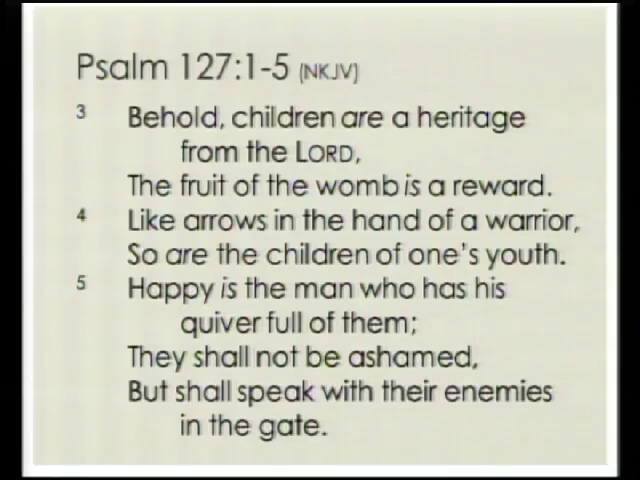 Psalm 127:1-5 (NKJV)
3 Behold, children are a heritage
from the LORD,
The fruit of the womb is a reward.
4 Like arrows in the hand of a warrior,
So are the children of one's youth.
5 Happy is the man who has his
quiver full of them;
They shall not be ashamed,
But shall speak with their enemies
in the gate.